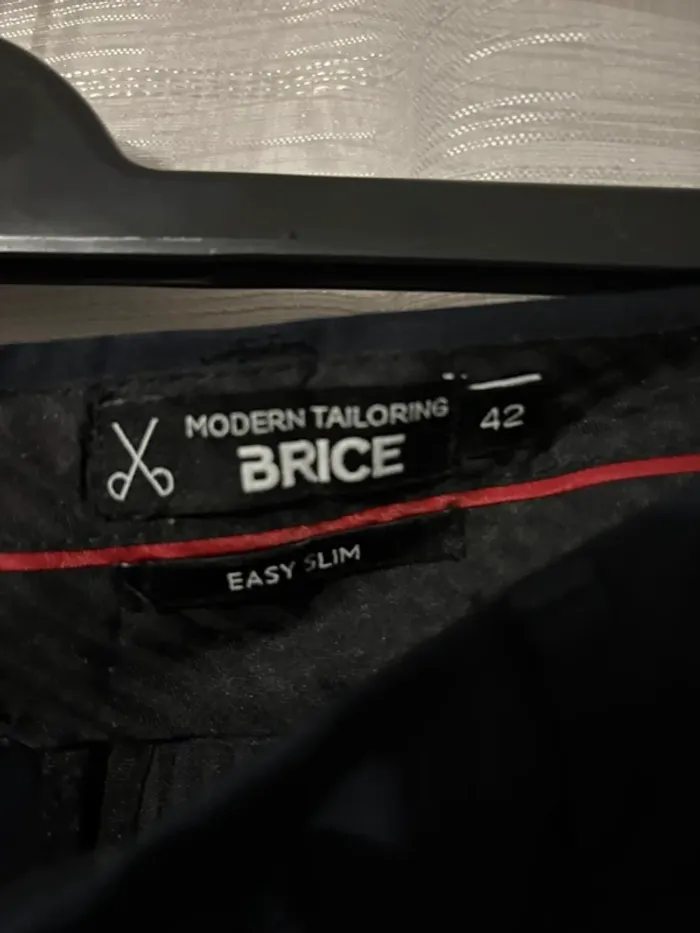 MODERN TAILORING
BRICE
42
EASY SLIM